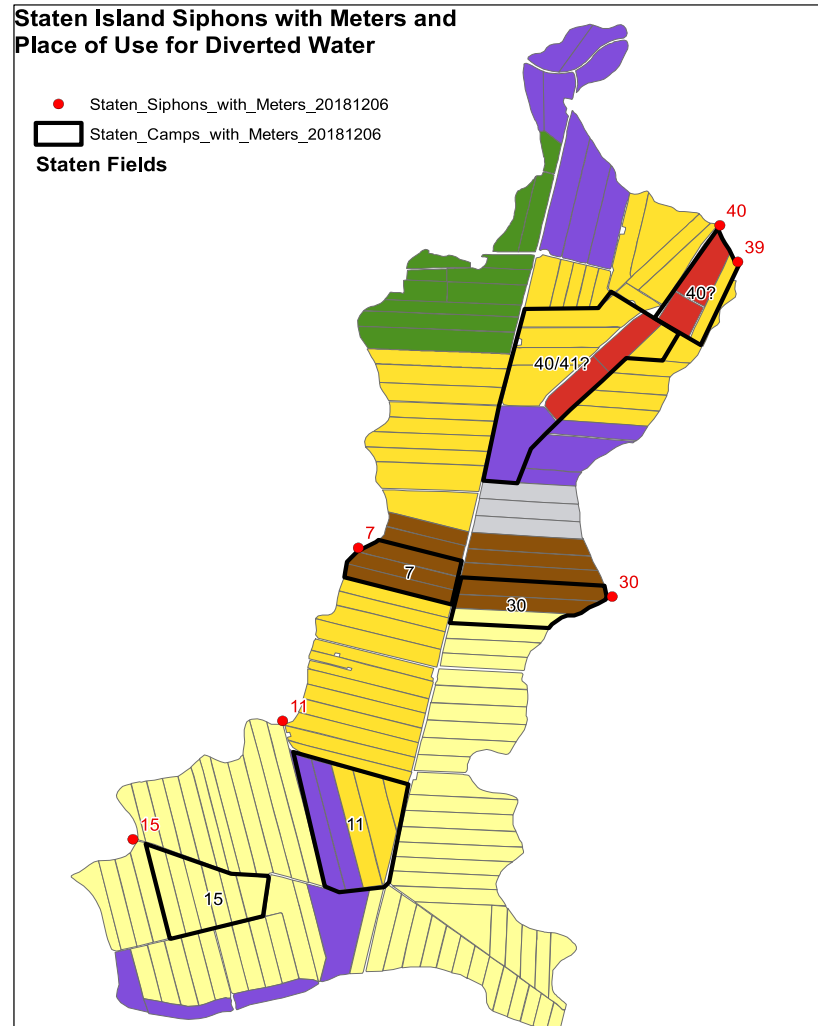 Staten Island Siphons with Meters and
Place of Use for Diverted Water
Staten_Siphons_with_Meters_20181206
Staten_Camps_with_Meters_20181206
Staten Fields
40
39
40?
40/41?
7
7
30
30
11
11
15
15